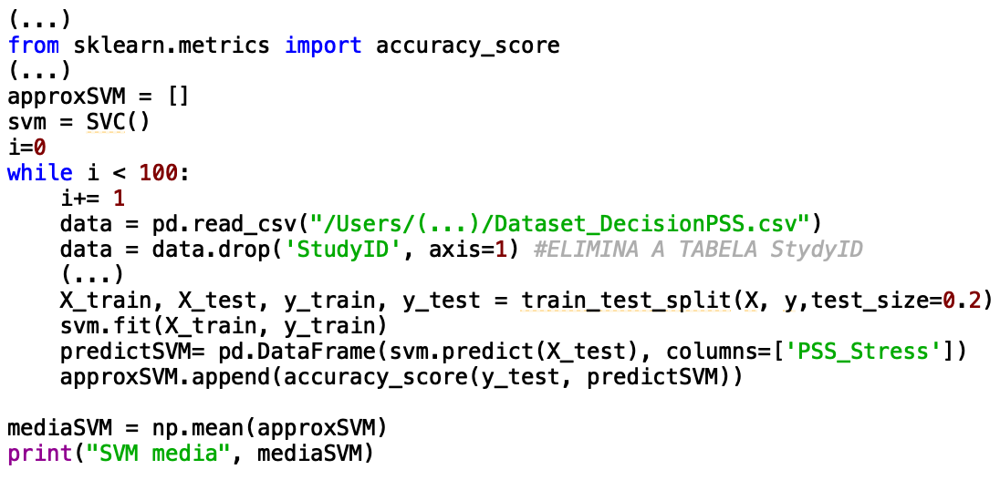 (...)
from sklearn.metrics import accuracy_score
(...)
approxSVM = []
svm = SVC()
i=0
while i < 100:
    i+= 1
    data = pd.read_csv("/Users/(...)/Dataset_DecisionPSS.csv")
    data = data.drop('StudyID', axis=1) #ELIMINA A TABELA StydyID
    (...)
    X_train, X_test, y_train, y_test = train_test_split(X, y,test_size=0.2)
    svm.fit(X_train, y_train)
    predictSVM= pd.DataFrame(svm.predict(X_test), columns=['PSS_Stress'])
    approxSVM.append(accuracy_score(y_test, predictSVM))

mediaSVM = np.mean(approxSVM)
print("SVM media", mediaSVM)